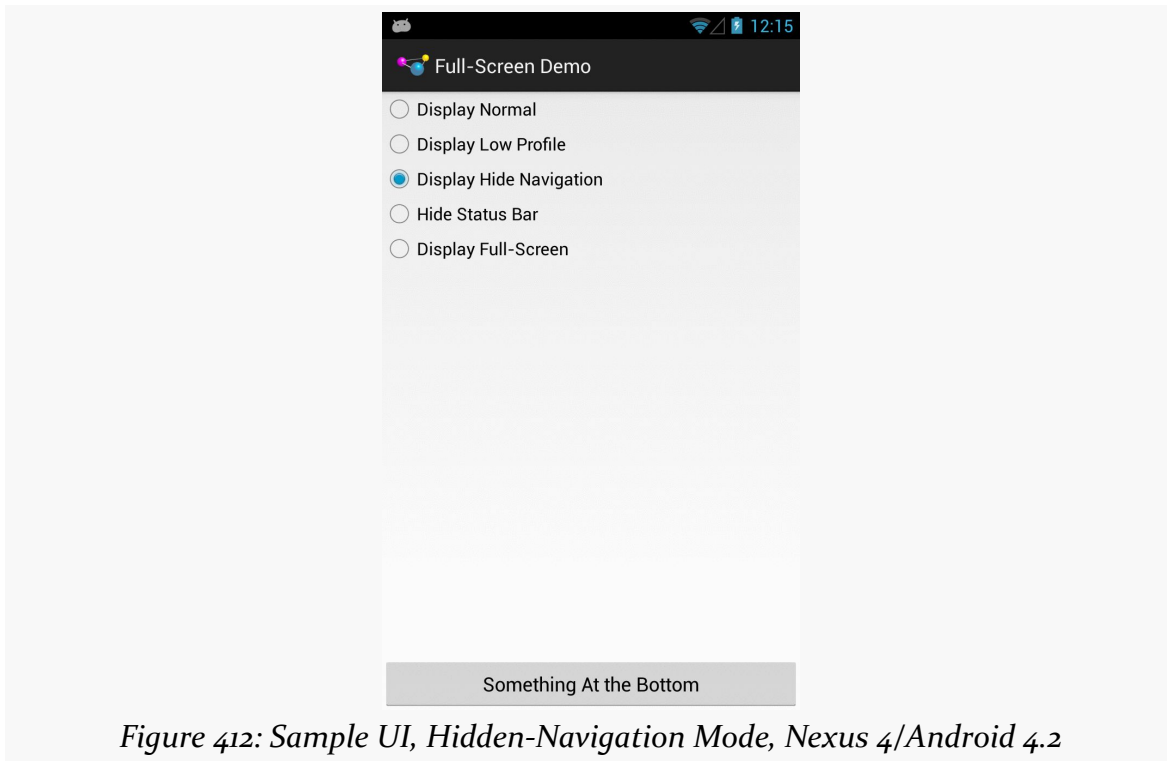 12:15
Full-Screen Demo
Display Normal
Display Low Profile
Display Hide Navigation
Hide Status Bar
Display Full-Screen
Something At the Bottom
Figure 412: Sample UI, Hidden-Navigation Mode, Nexus 4/Android 4.2